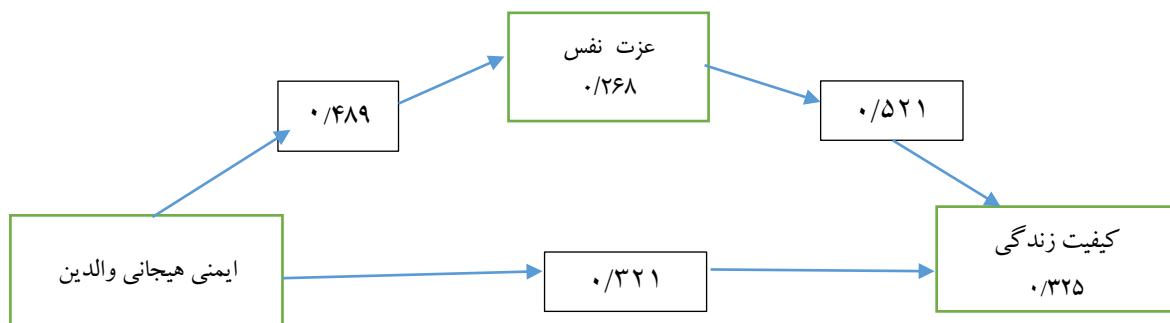 عزت نفس
۰/۲۶۸
۰/۴۸۹
۰/۵۲۱
ایمنی هیجانی والدین
۰/۳۲۱
کیفیت زندگی
۰/۳۲۵